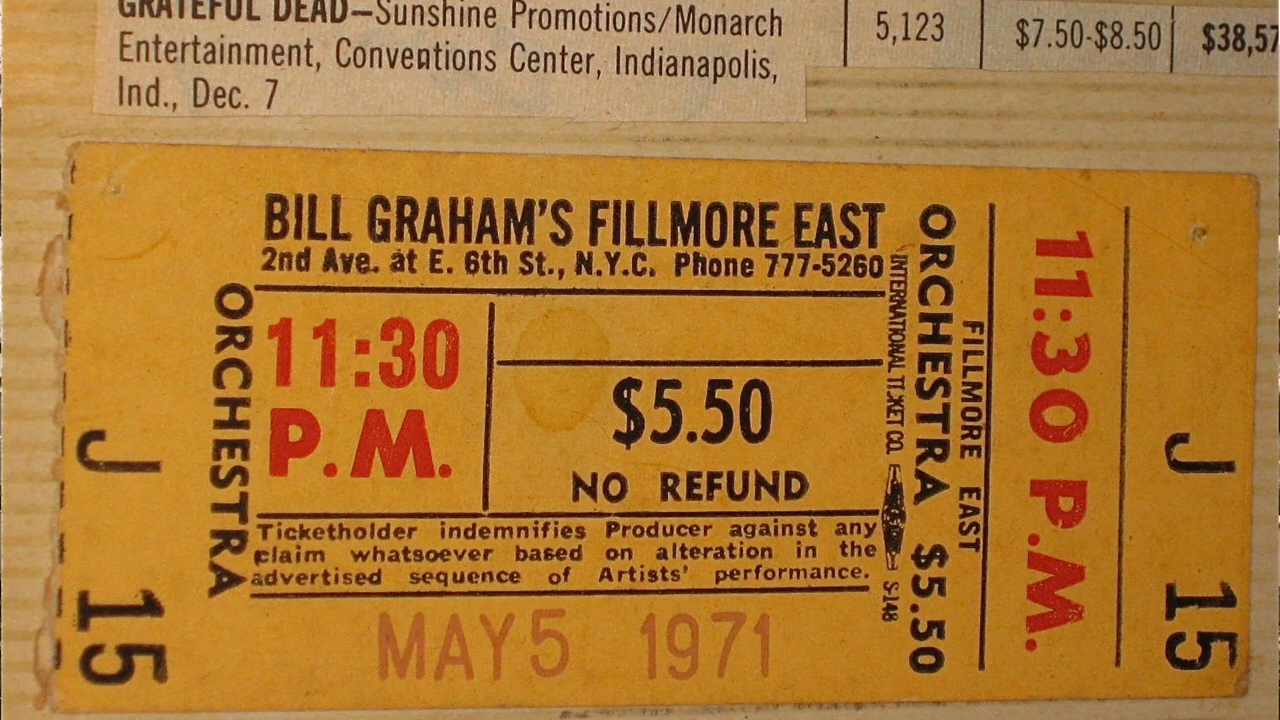 GRATEFUL DEAD—Sunshine Promotions/Monarch
Entertainment, Conventions Center, Indianapolis,
Ind., Dec. 7
5,123
$7.50-$8.50
BILL GRAHAM'S FILLMORE EAST
2nd Ave. at E. 6th St., N.Y.C. Phone 777-5260
J 15
ORCHESTRA
11:30
P.M.
$5.50
NO REFUND
Ticketholder indemnifies Producer against any
claim whatsoever based on alteration in the
advertised sequence of Artists' performance.
MAY 5 1971
INTERNATIONAL TICKET CO. S-148
ORCHESTRA $5.50
FILLMORE EAST
11:30 P.M.
J 15